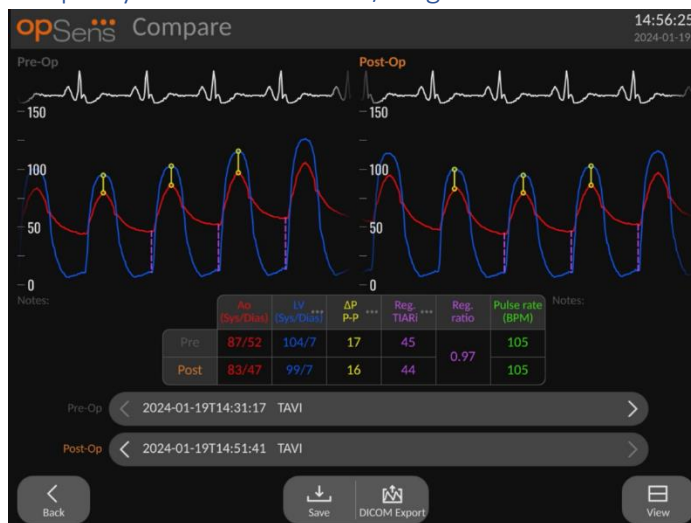 opSens Compare
14:56:25
2024-01-19
Pre-Op
Post-Op
150
100
50
0
150
100
50
0
Notes:
Notes:
Ao (Sys/Dias) LV (Sys/Dias) ΔP P-P Reg. TIARi Reg. ratio Pulse rate (BPM)
Pre 87/52 104/7 17 45 0.97 105
Post 83/47 99/7 16 44 105
Pre-Op 2024-01-19T14:31:17 TAVI
Post-Op 2024-01-19T14:51:41 TAVI
Back Save DICOM Export View